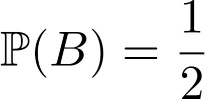 ℙ(B) = 1/2